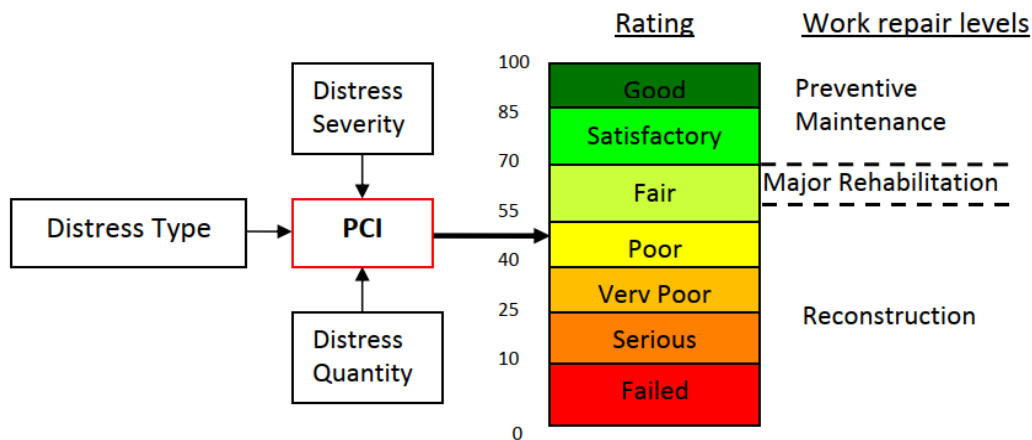 Rating
Work repair levels
100
Distress
Severity
Good
Preventive
Maintenance
85
Satisfactory
70
Distress Type
PCI
Fair
Major Rehabilitation
55
Poor
40
Verv Poor
25
Distress
Quantity
Serious
Reconstruction
10
Failed
0